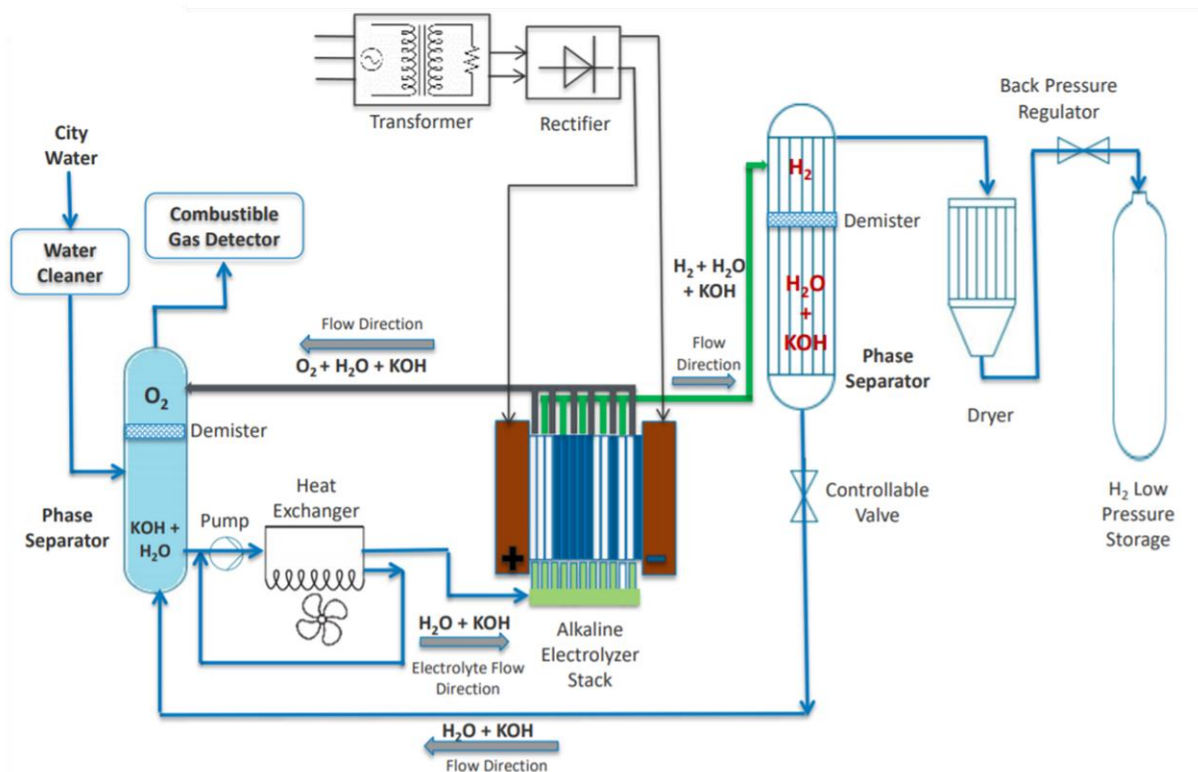 Transformer
Rectifier
Back Pressure
Regulator
City
Water
Combustible
Gas Detector
Water
Cleaner
H₂
Demister
H₂ + H₂O
+ KOH
H₂O
+
KOH
Flow Direction
O₂ + H₂O + KOH
Flow
Direction
Phase
Separator
Dryer
O₂
Demister
Heat
Exchanger
Controllable
Valve
H₂ Low
Pressure
Storage
Phase
Separator
KOH +
H₂O
Pump
+
-
H₂O + KOH
Electrolyte Flow
Direction
Alkaline
Electrolyzer
Stack
H₂O + KOH
Flow Direction